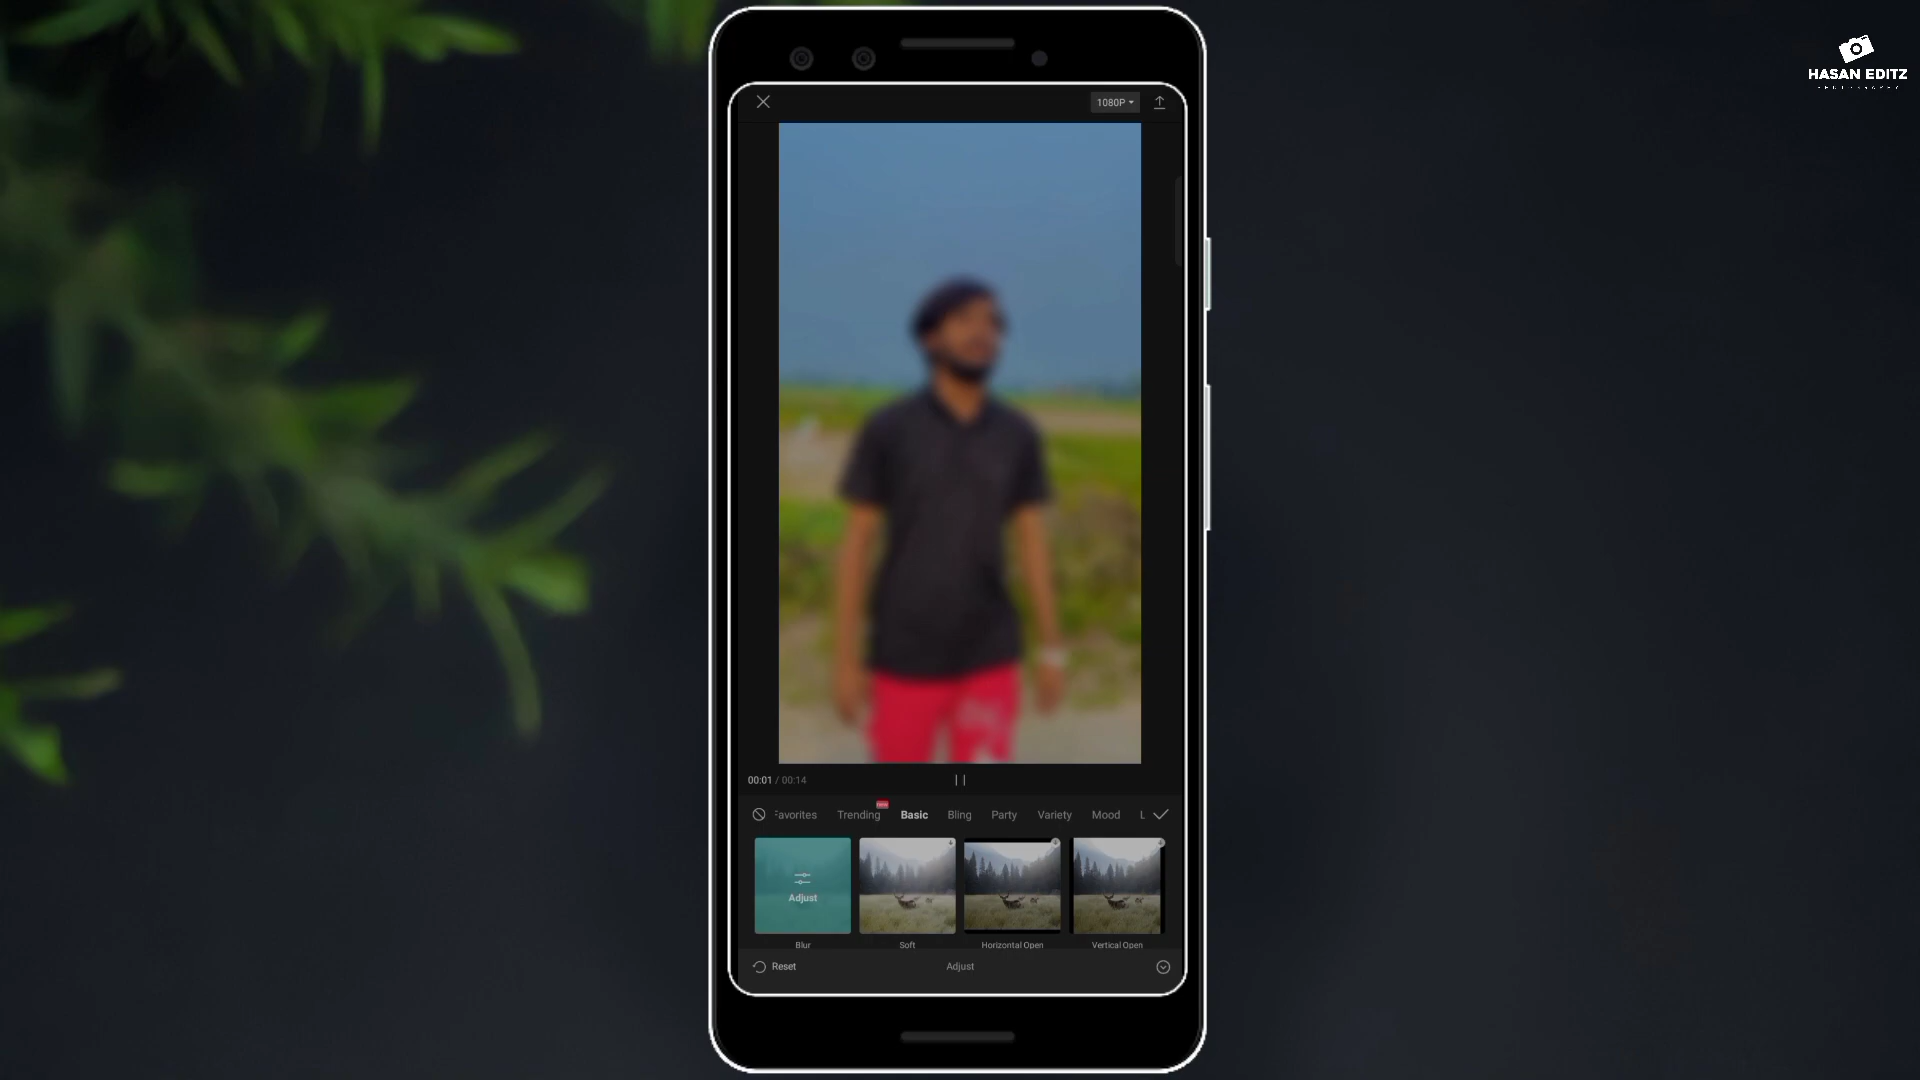 HASAN EDITZ
1080P
00:01 / 00:14
Favorites Trending Basic Bling Party Variety Mood L
Adjust
Blur Soft Horizontal Open Vertical Open
Reset Adjust